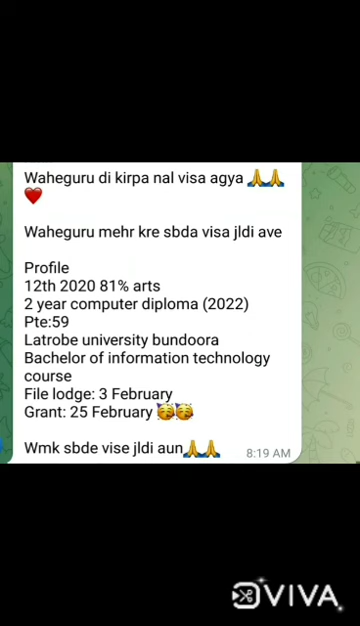 Waheguru di kirpa nal visa agya 🙏🙏
❤️
Waheguru mehr kre sbda visa jldi ave
Profile
12th 2020 81% arts
2 year computer diploma (2022)
Pte:59
Latrobe university bundoora
Bachelor of information technology
course
File lodge: 3 February
Grant: 25 February 🥳🥳
Wmk sbde vise jldi aun🙏🙏
8:19 AM
VIVA